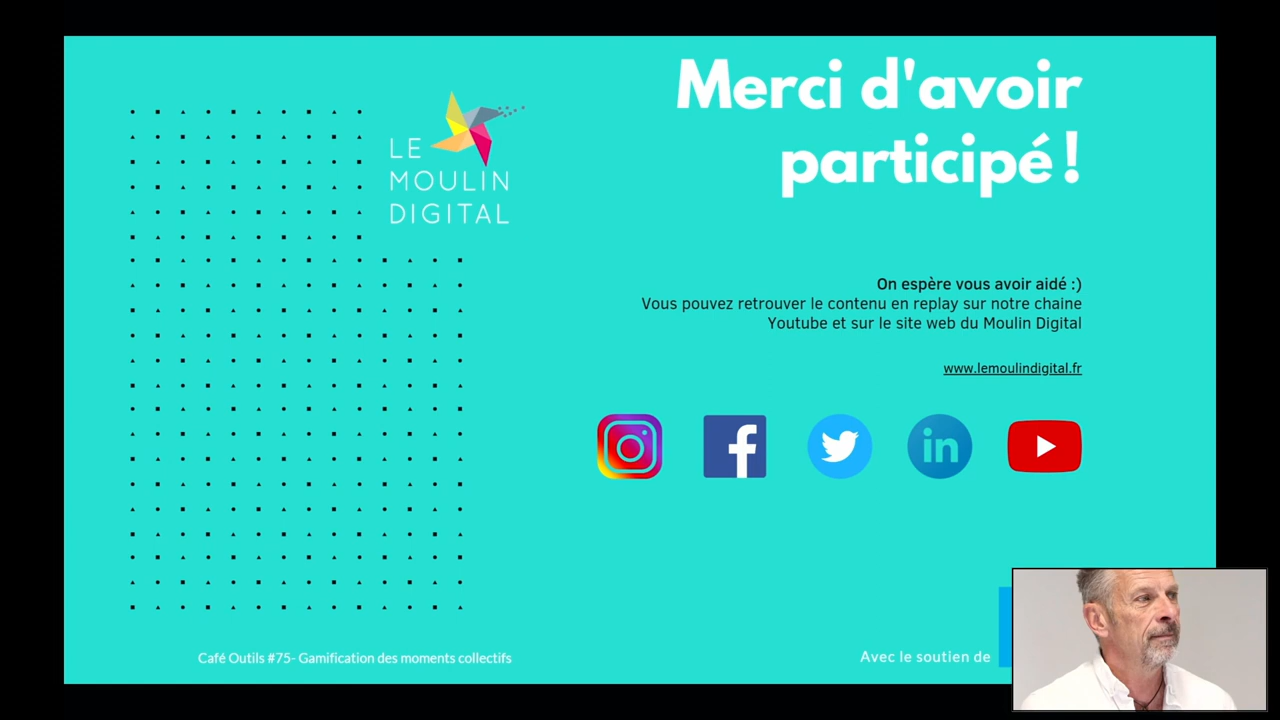 Merci d'avoir
participé !
LE
MOULIN
DIGITAL
On espère vous avoir aidé :)
Vous pouvez retrouver le contenu en replay sur notre chaine
Youtube et sur le site web du Moulin Digital
www.lemoulindigital.fr
f
in
Café Outils #75- Gamification des moments collectifs
Avec le soutien de